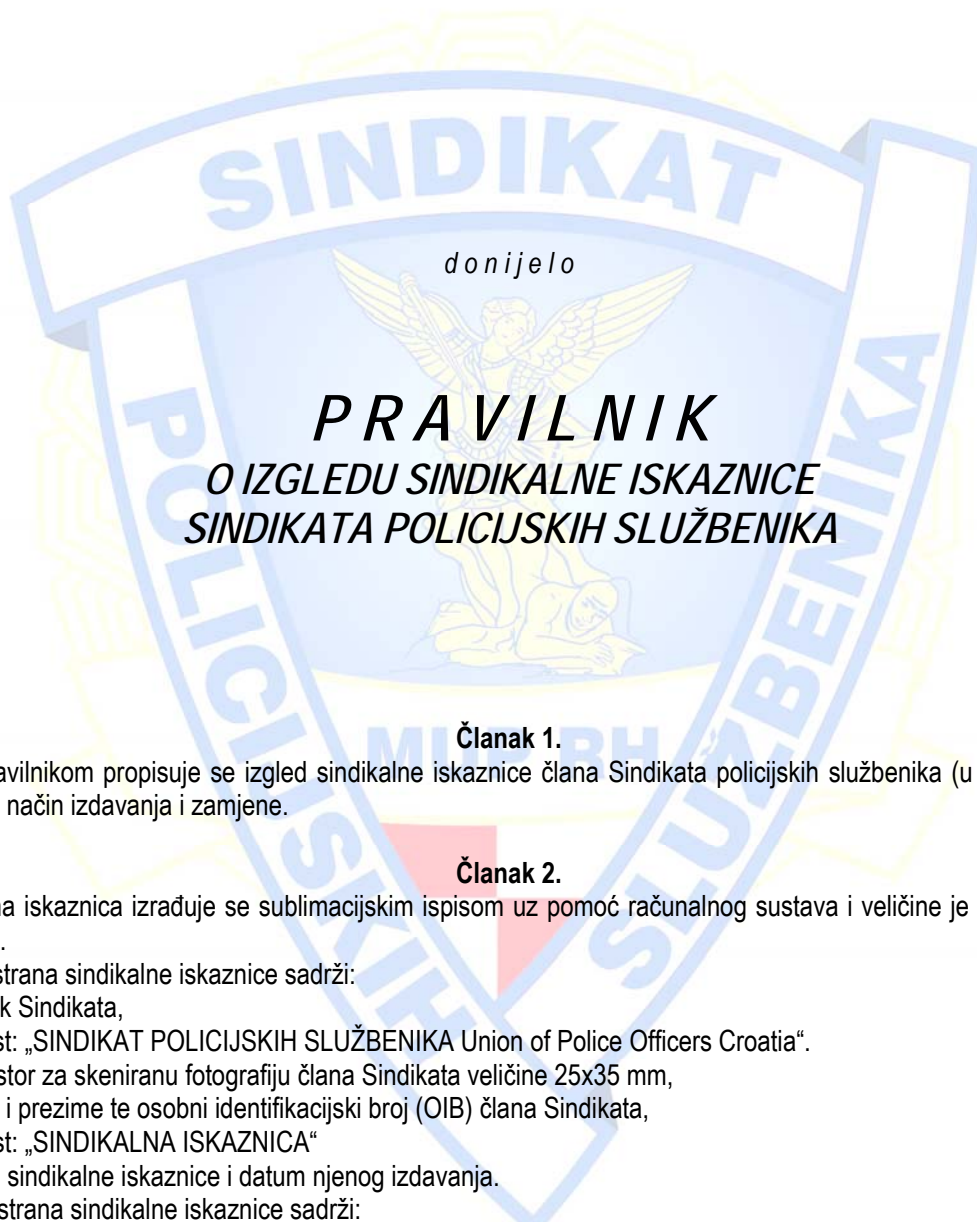 SINDIKAT
POLICIJSKIH
SLUŽBENIKA
MUP RH
donijelo
PRAVILNIK
O IZGLEDU SINDIKALNE ISKAZNICE
SINDIKATA POLICIJSKIH SLUŽBENIKA
Članak 1.
propisuje se izgled sindikalne iskaznice člana Sindikata policijskih službenika (u
način izdavanja i zamjene.
Članak 2.
iskaznica izrađuje se sublimacijskim ispisom uz pomoć računalnog sustava i veličine je
strana sindikalne iskaznice sadrži:
Sindikata,
„SINDIKAT POLICIJSKIH SLUŽBENIKA Union of Police Officers Croatia“.
za skeniranu fotografiju člana Sindikata veličine 25x35 mm,
i prezime te osobni identifikacijski broj (OIB) člana Sindikata,
„SINDIKALNA ISKAZNICA“
sindikalne iskaznice i datum njenog izdavanja.
strana sindikalne iskaznice sadrži: